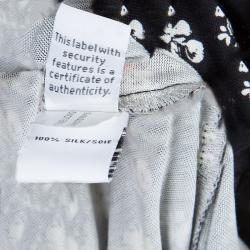 This label with
security
features is a
certificate of
authenticity.
100% SILK/SOIE